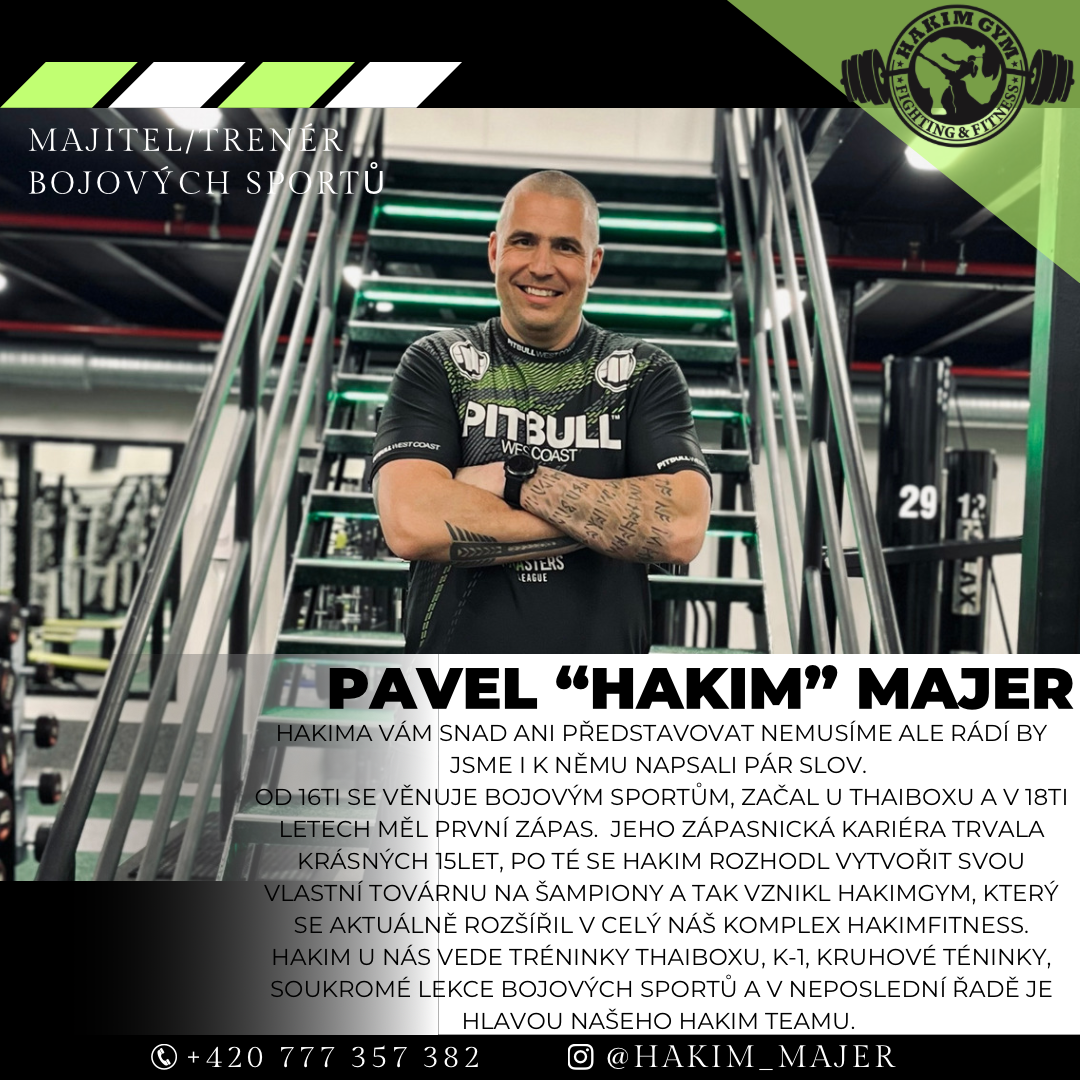 HAKIM GYM
FIGHTING & FITNESS
MAJITEL/TRENÉR
BOJOVÝCH SPORTŮ
PITBULL WEST COAST
PITBULL™
WEST COAST
PITBULL
MASTERS
LEAGUE
29
12
PAVEL “HAKIM” MAJER
HAKIMA VÁM SNAD ANI PŘEDSTAVOVAT NEMUSÍME ALE RÁDÍ BY
JSME I K NĚMU NAPSALI PÁR SLOV.
OD 16TI SE VĚNUJE BOJOVÝM SPORTŮM, ZAČAL U THAIBOXU A V 18TI
LETECH MĚL PRVNÍ ZÁPAS. JEHO ZÁPASNICKÁ KARIÉRA TRVALA
KRÁSNÝCH 15LET, PO TÉ SE HAKIM ROZHODL VYTVOŘIT SVOU
VLASTNÍ TOVÁRNU NA ŠAMPIONY A TAK VZNIKL HAKIMGYM, KTERÝ
SE AKTUÁLNĚ ROZŠÍŘIL V CELÝ NÁŠ KOMPLEX HAKIMFITNESS.
HAKIM U NÁS VEDE TRÉNINKY THAIBOXU, K-1, KRUHOVÉ TÉNINKY,
SOUKROMÉ LEKCE BOJOVÝCH SPORTŮ A V NEPOSLEDNÍ ŘADĚ JE
HLAVOU NAŠEHO HAKIM TEAMU.
+420 777 357 382
@HAKIM_MAJER